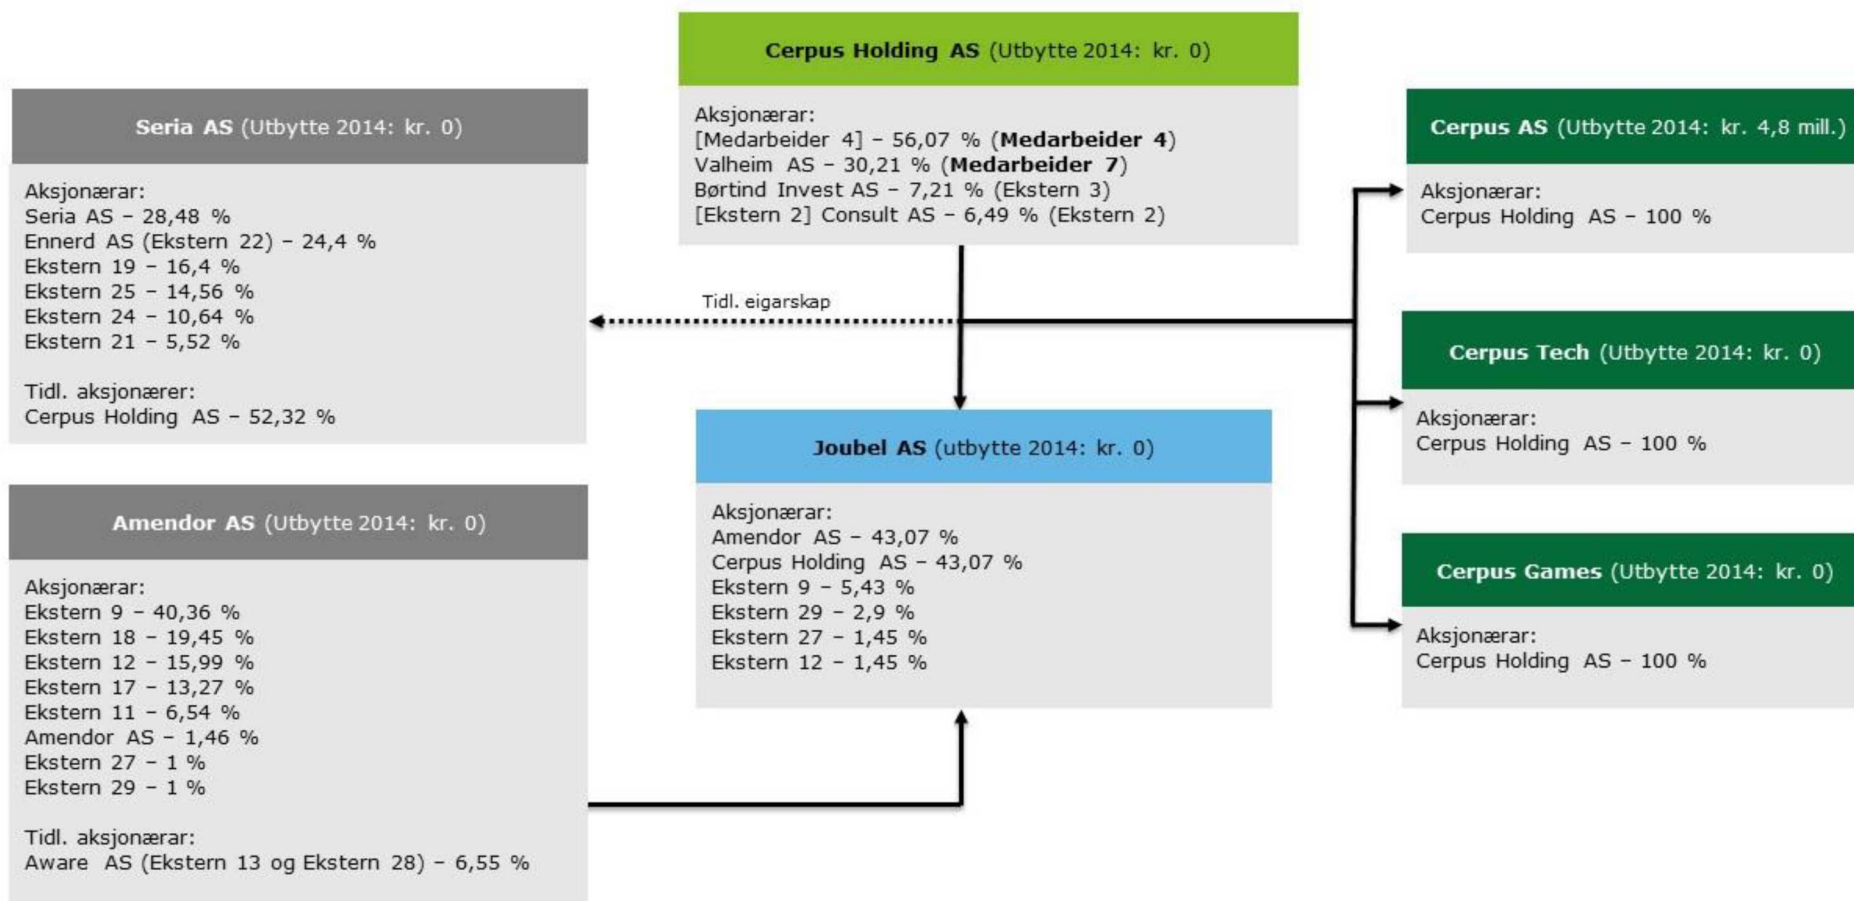 Cerpus Holding AS (Utbytte 2014: kr. 0)
Aksjonærar:
[Medarbeider 4] – 56,07 % (Medarbeider 4)
Valheim AS – 30,21 % (Medarbeider 7)
Børtind Invest AS – 7,21 % (Ekstern 3)
[Ekstern 2] Consult AS – 6,49 % (Ekstern 2)
Seria AS (Utbytte 2014: kr. 0)
Aksjonærar:
Seria AS – 28,48 %
Ennerd AS (Ekstern 22) – 24,4 %
Ekstern 19 – 16,4 %
Ekstern 25 – 14,56 %
Ekstern 24 – 10,64 %
Ekstern 21 – 5,52 %
Tidl. aksjonærer:
Cerpus Holding AS – 52,32 %
Tidl. eigarskap
Cerpus AS (Utbytte 2014: kr. 4,8 mill.)
Aksjonærar:
Cerpus Holding AS – 100 %
Cerpus Tech (Utbytte 2014: kr. 0)
Aksjonærar:
Cerpus Holding AS – 100 %
Joubel AS (utbytte 2014: kr. 0)
Aksjonærar:
Amendor AS – 43,07 %
Cerpus Holding AS – 43,07 %
Ekstern 9 – 5,43 %
Ekstern 29 – 2,9 %
Ekstern 27 – 1,45 %
Ekstern 12 – 1,45 %
Amendor AS (Utbytte 2014: kr. 0)
Aksjonærar:
Ekstern 9 – 40,36 %
Ekstern 18 – 19,45 %
Ekstern 12 – 15,99 %
Ekstern 17 – 13,27 %
Ekstern 11 – 6,54 %
Amendor AS – 1,46 %
Ekstern 27 – 1 %
Ekstern 29 – 1 %
Tidl. aksjonærar:
Aware AS (Ekstern 13 og Ekstern 28) – 6,55 %
Cerpus Games (Utbytte 2014: kr. 0)
Aksjonærar:
Cerpus Holding AS – 100 %